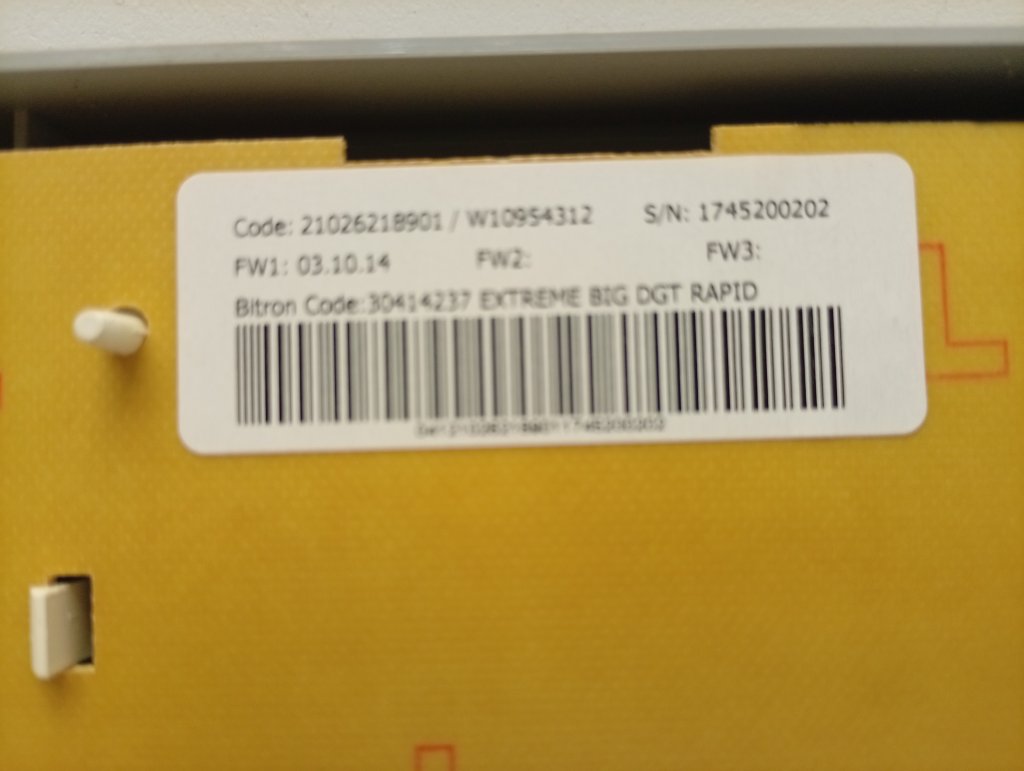 Code: 21026218901 / W10954312 S/N: 1745200202
FW1: 03.10.14 FW2: FW3:
Bitron Code:30414237 EXTREME BIG DGT RAPID